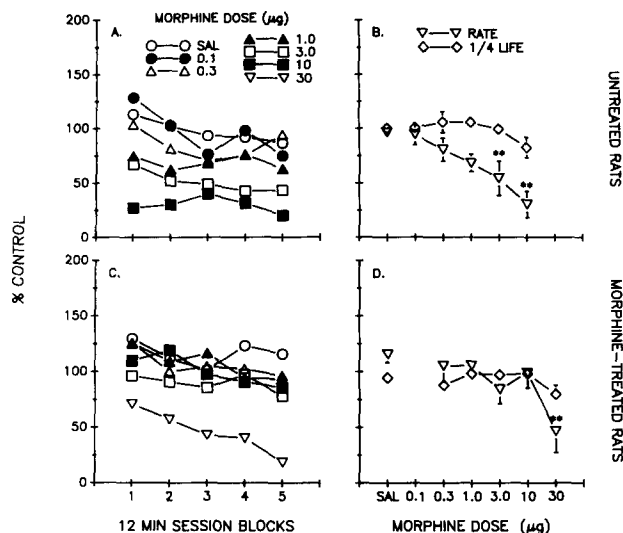 MORPHINE DOSE (μg)
A.
SAL
0.1
0.3
1.0
3.0
10
30
B.
RATE
1/4 LIFE
200
150
100
50
0
**
**
UNTREATED RATS
% CONTROL
C.
D.
200
150
100
50
0
**
MORPHINE-TREATED RATS
1 2 3 4 5
SAL 0.1 0.3 1.0 3.0 10 30
12 MIN SESSION BLOCKS
MORPHINE DOSE (μg)